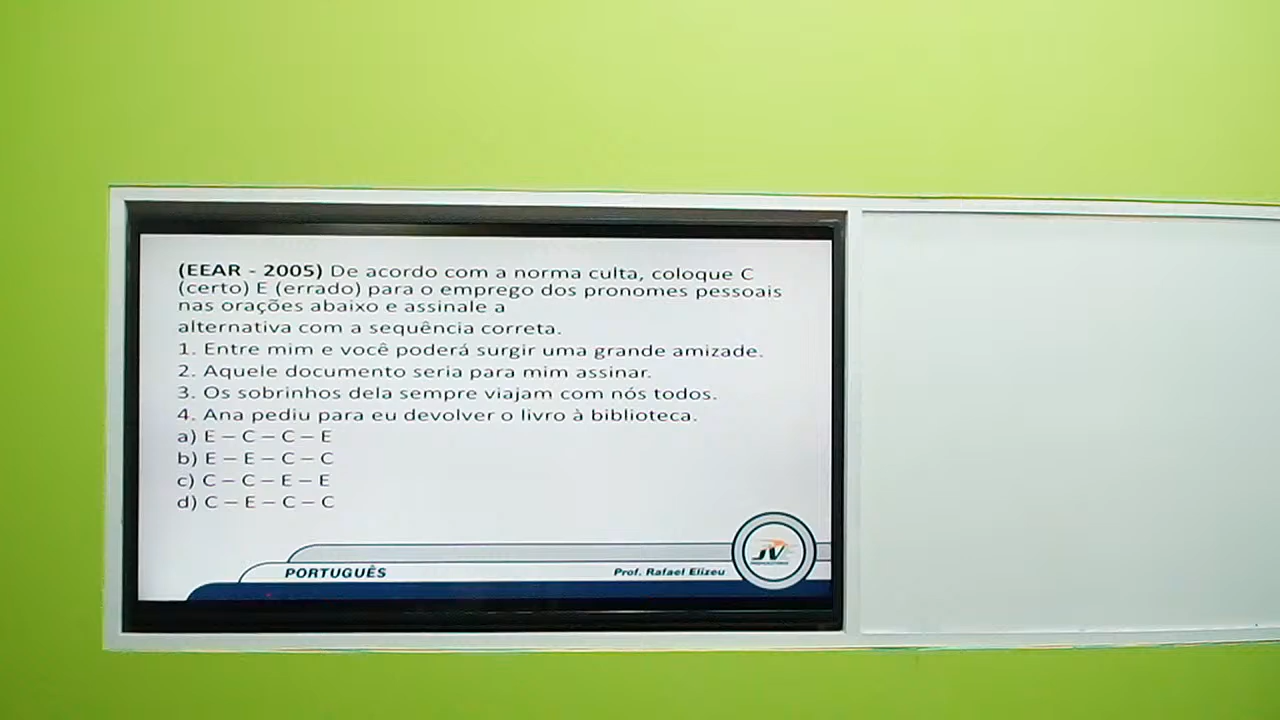 (EEAR - 2005) De acordo com a norma culta, coloque C
(certo) E (errado) para o emprego dos pronomes pessoais
nas orações abaixo e assinale a
alternativa com a sequência correta.
1. Entre mim e você poderá surgir uma grande amizade.
2. Aquele documento seria para mim assinar.
3. Os sobrinhos dela sempre viajam com nós todos.
4. Ana pediu para eu devolver o livro à biblioteca.
a) E – C – C – E
b) E – E – C – C
c) C – C – E – E
d) C – E – C – C
PORTUGUÊS
Prof. Rafael Elizeu
JV